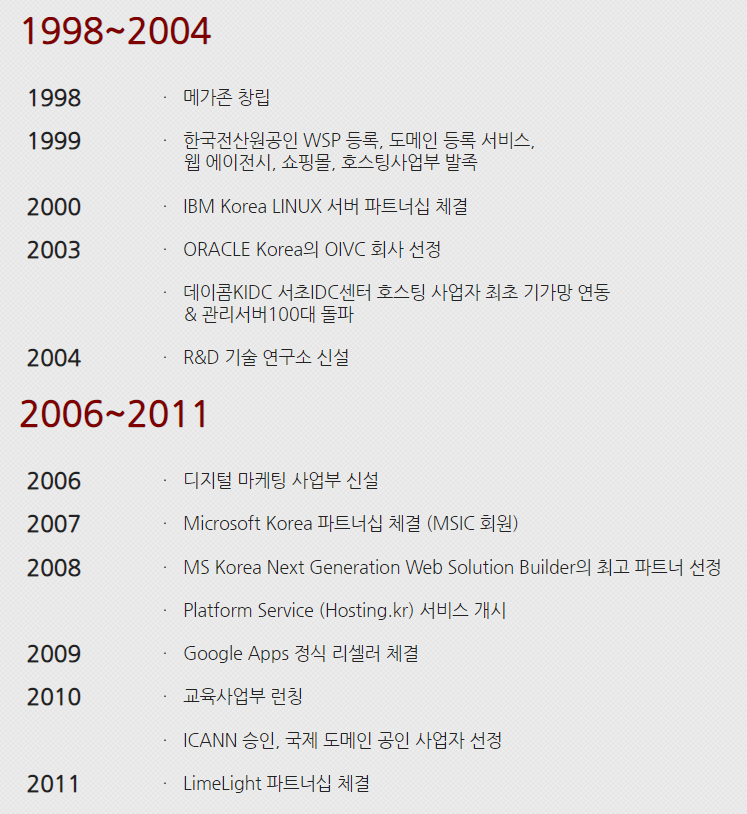 1998~2004
1998 · 메가존 창립
1999 · 한국전산원공인 WSP 등록, 도메인 등록 서비스,
웹 에이전시, 쇼핑몰, 호스팅사업부 발족
2000 · IBM Korea LINUX 서버 파트너십 체결
2003 · ORACLE Korea의 OIVC 회사 선정
· 데이콤KIDC 서초IDC센터 호스팅 사업자 최초 기가망 연동
& 관리서버100대 돌파
2004 · R&D 기술 연구소 신설
2006~2011
2006 · 디지털 마케팅 사업부 신설
2007 · Microsoft Korea 파트너십 체결 (MSIC 회원)
2008 · MS Korea Next Generation Web Solution Builder의 최고 파트너 선정
· Platform Service (Hosting.kr) 서비스 개시
2009 · Google Apps 정식 리셀러 체결
2010 · 교육사업부 런칭
· ICANN 승인, 국제 도메인 공인 사업자 선정
2011 · LimeLight 파트너십 체결